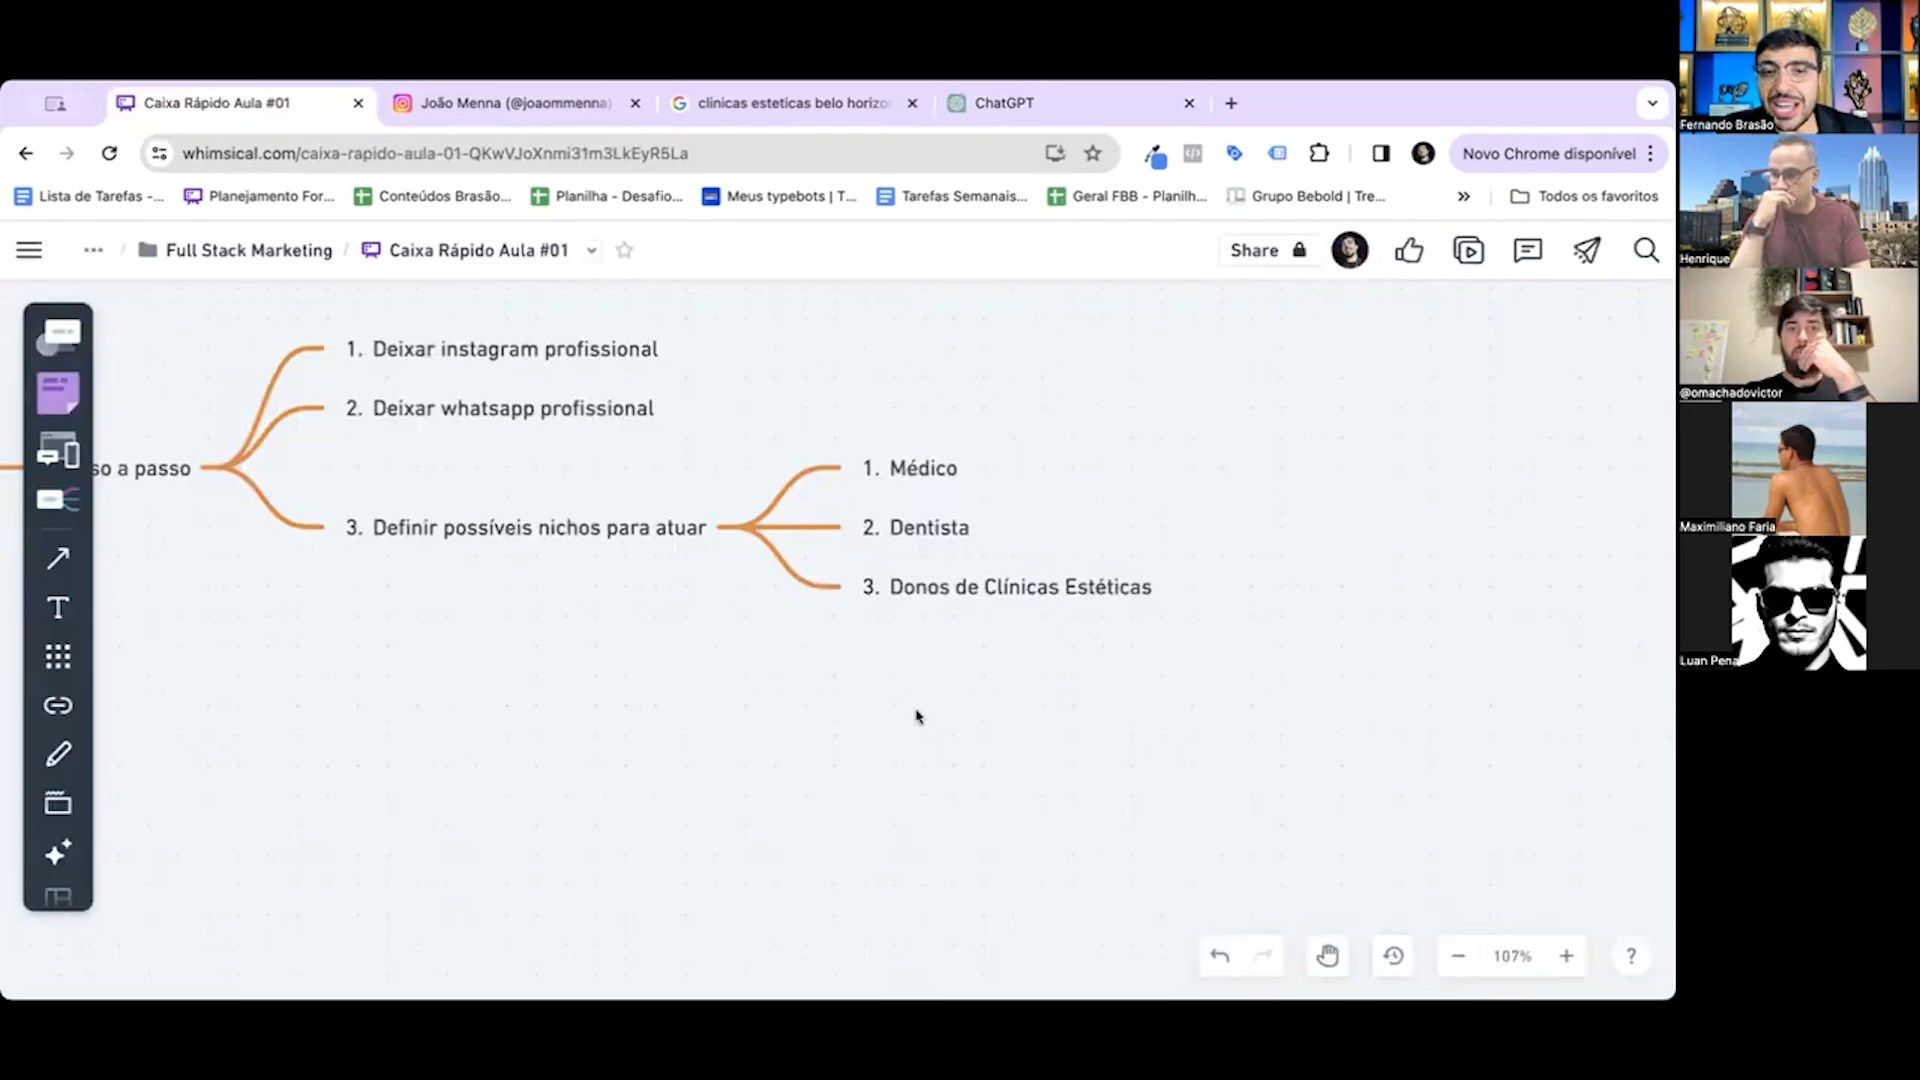 Caixa Rápido Aula #01
João Menna (@joaommenna)
clinicas esteticas belo horizo
ChatGPT
whimsical.com/caixa-rapido-aula-01-QKwVJoXnmi31m3LkEyR5La
Novo Chrome disponível
Lista de Tarefas -...
Planejamento For...
Conteúdos Brasão...
Planilha - Desafio...
Meus typebots | T...
Tarefas Semanais...
Geral FBB - Planilh...
Grupo Bebold | Tre...
Todos os favoritos
Full Stack Marketing / Caixa Rápido Aula #01
Share
so a passo
1. Deixar instagram profissional
2. Deixar whatsapp profissional
3. Definir possíveis nichos para atuar
1. Médico
2. Dentista
3. Donos de Clínicas Estéticas
107%
Fernando Brasão
Henrique
@omachadovictor
Maximiliano Faria
Luan Pena